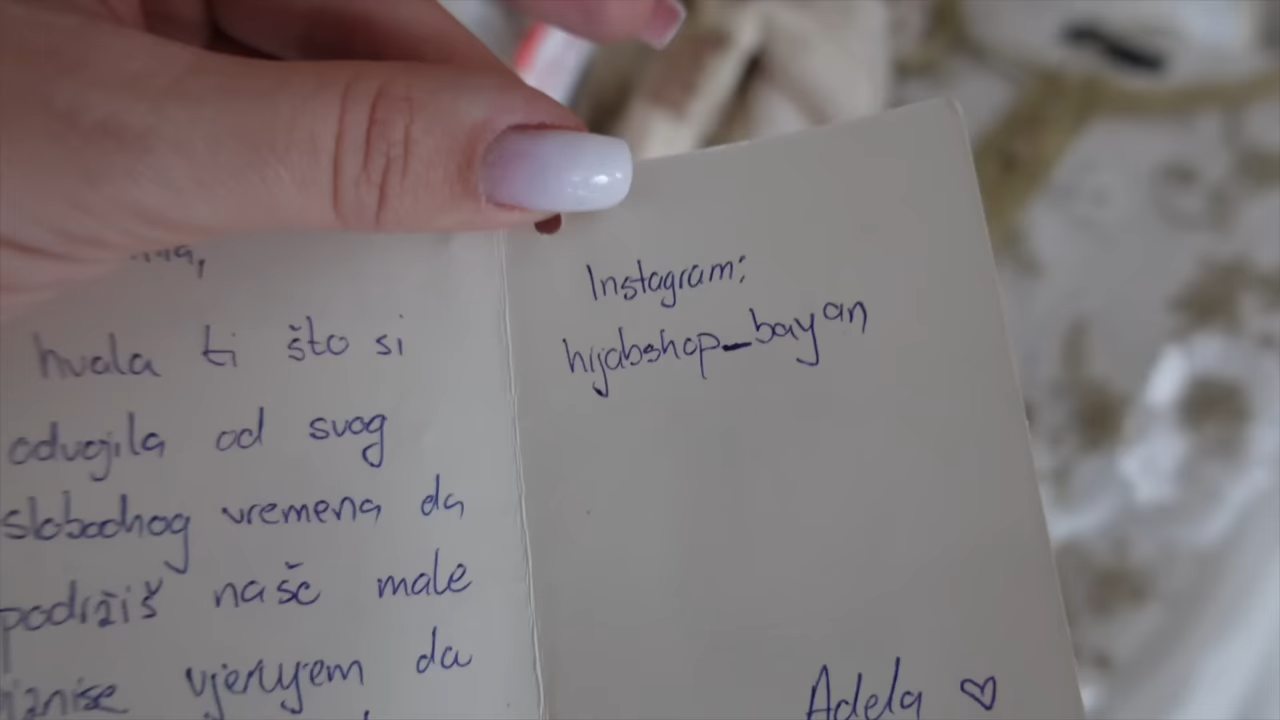 hvala ti što si
odvojila od svog
slobodnog vremena da
podržiš naše male
vjerujem da
Instagram:
hijabshop_bayan
Adela ♡